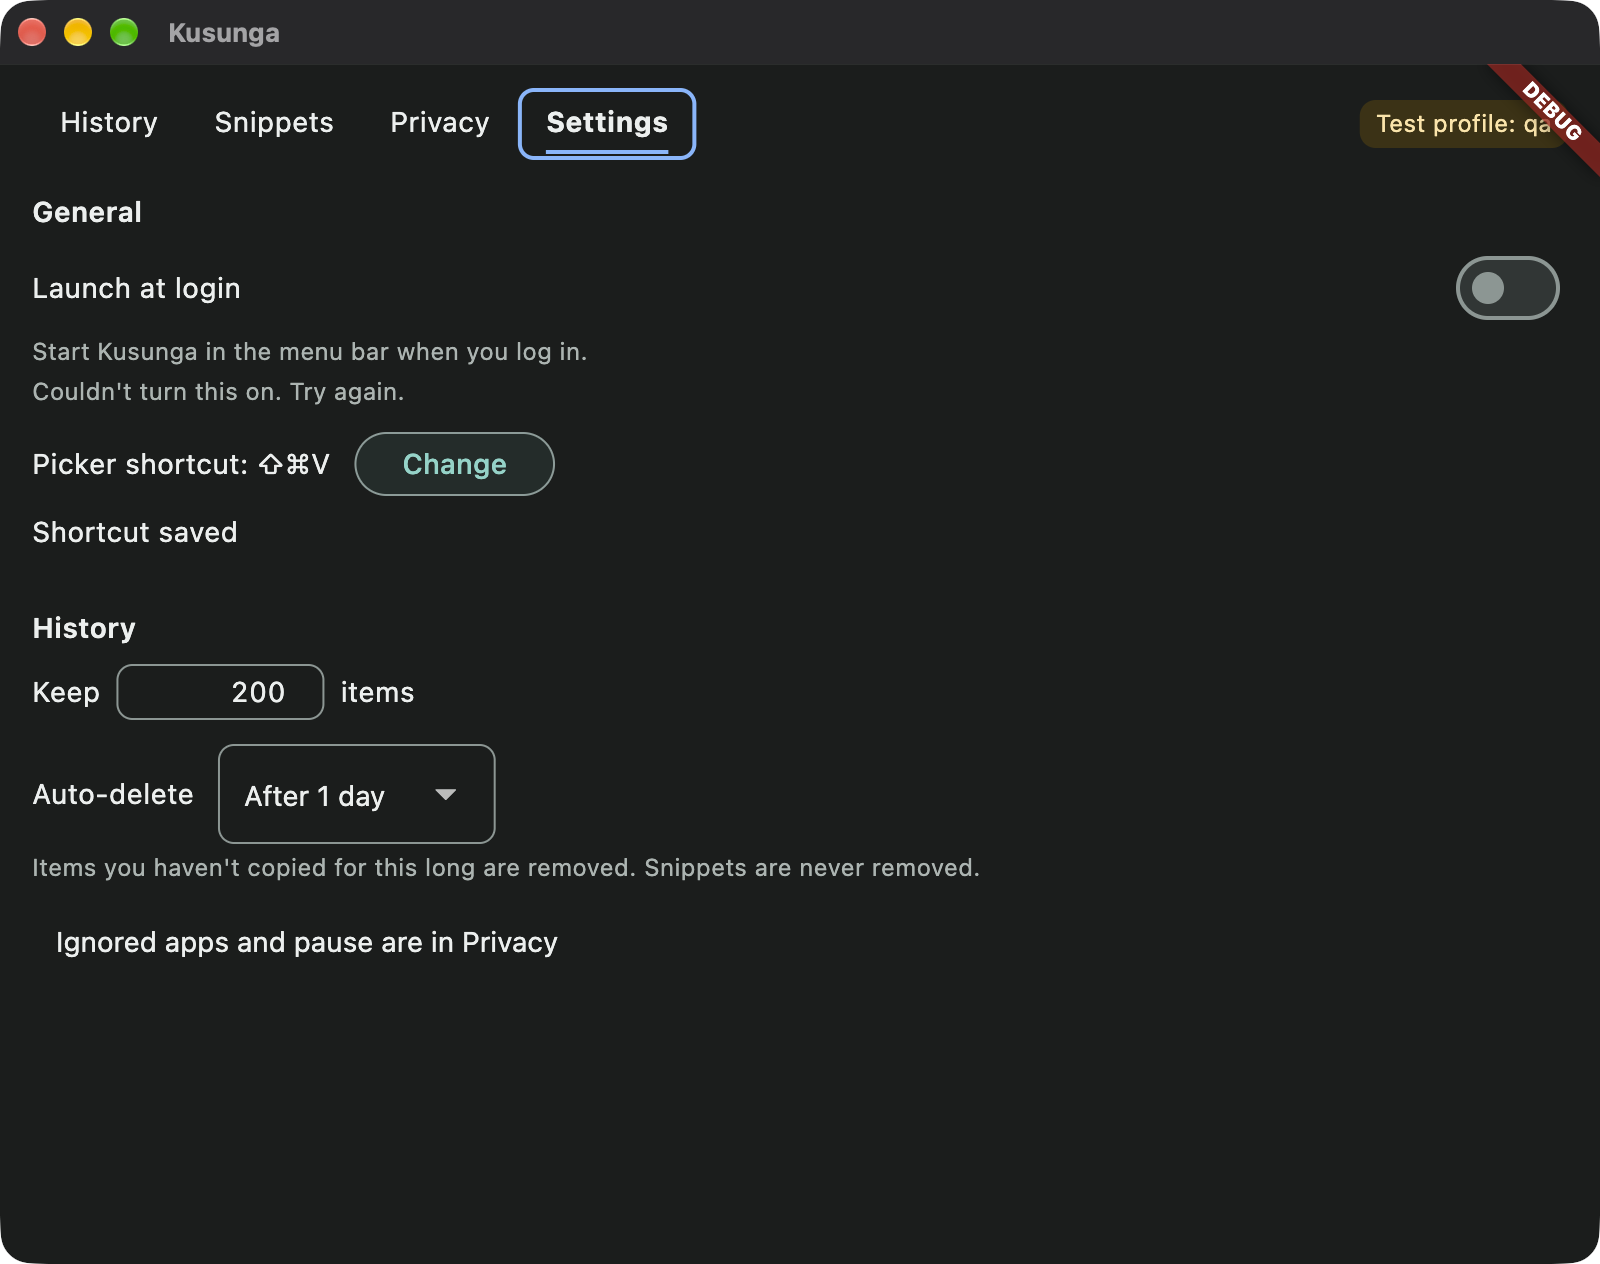 Kusunga
History Snippets Privacy Settings Test profile: qa
DEBUG
General
Launch at login
Start Kusunga in the menu bar when you log in.
Couldn't turn this on. Try again.
Picker shortcut: ⇧⌘V Change
Shortcut saved
History
Keep 200 items
Auto-delete After 1 day
Items you haven't copied for this long are removed. Snippets are never removed.
Ignored apps and pause are in Privacy